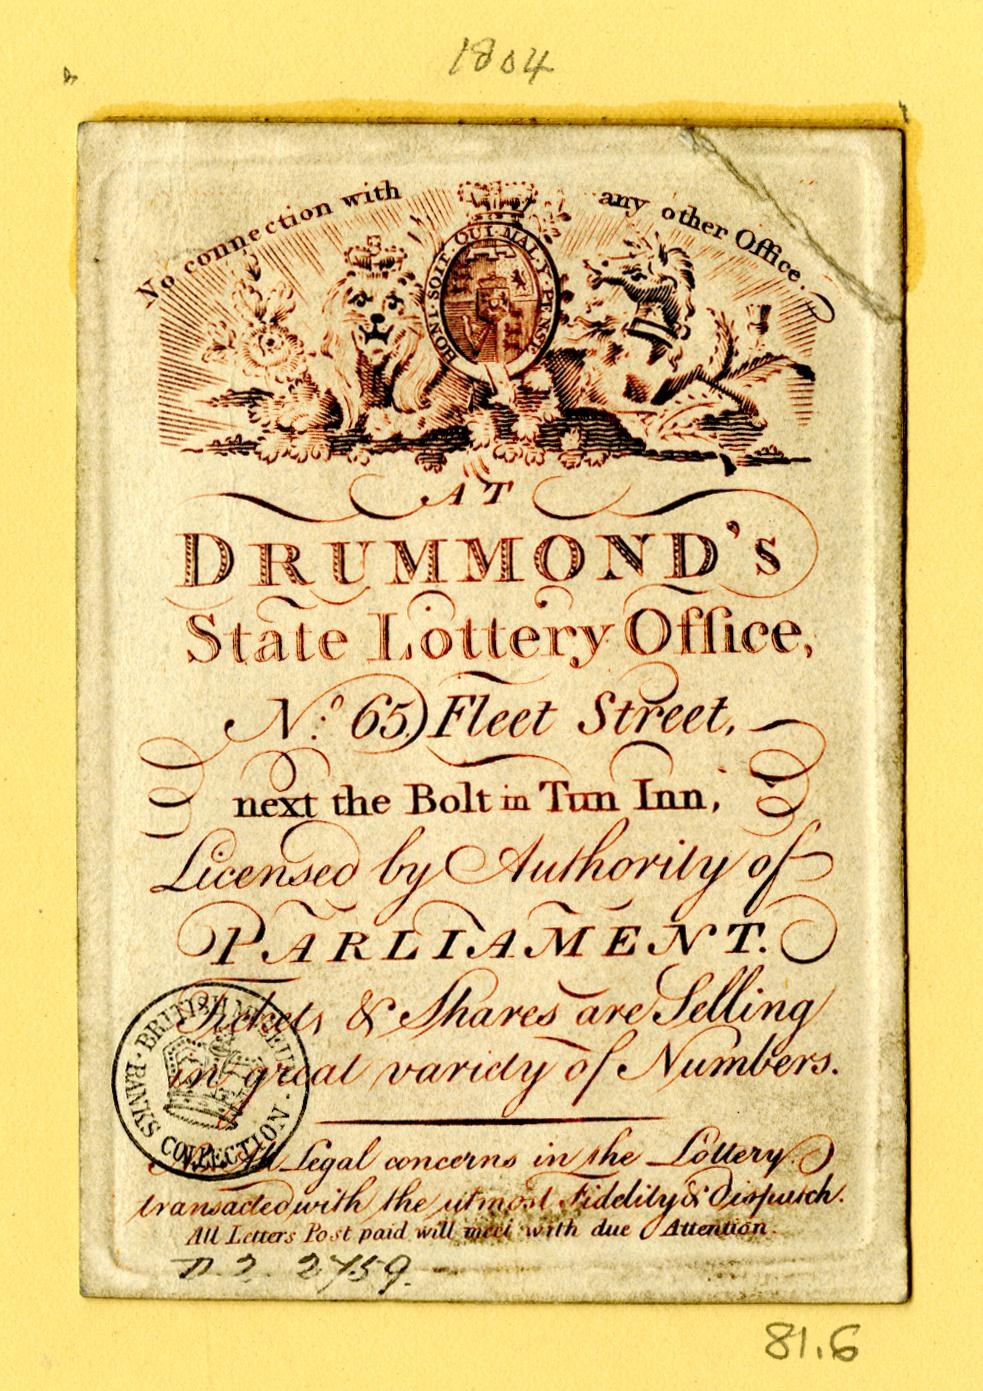 1804
No connection with any other Office.
HONI · SOIT · QUI · MAL · Y · PENSE
AT
DRUMMOND's
State Lottery Office,
No. 65, Fleet Street,
next the Bolt in Tun Inn,
Licensed by Authority of
PARLIAMENT.
Tickets & Shares are Selling
in great variety of Numbers.
All Legal concerns in the Lottery
transacted with the utmost Fidelity & Dispatch.
All Letters Post paid will meet with due Attention.
· BRITISH MUSEUM ·
BANKS COLLECTION
D,2. 2759.
81.6